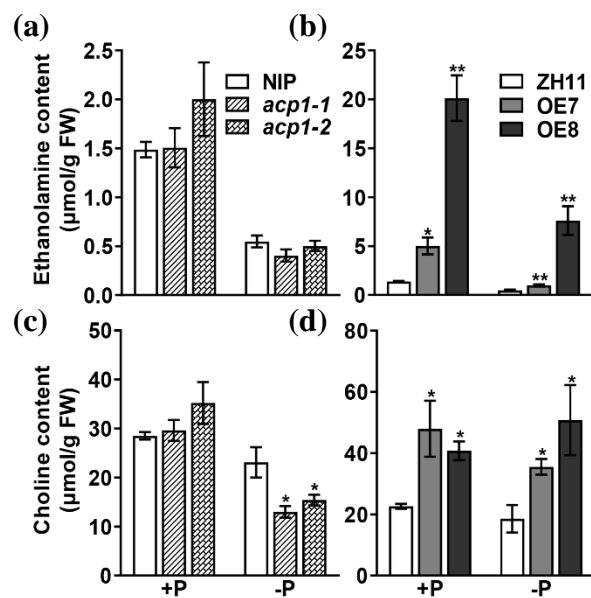 (a)
(b)
Ethanolamine content
(μmol/g FW)
2.5
2.0
1.5
1.0
0.5
0.0
NIP
acp1-1
acp1-2
25
20
15
10
5
0
ZH11
OE7
OE8
*
**
**
**
(c)
(d)
Choline content
(μmol/g FW)
50
40
30
20
10
0
*
*
+P
-P
80
60
40
20
0
*
*
*
*
+P
-P